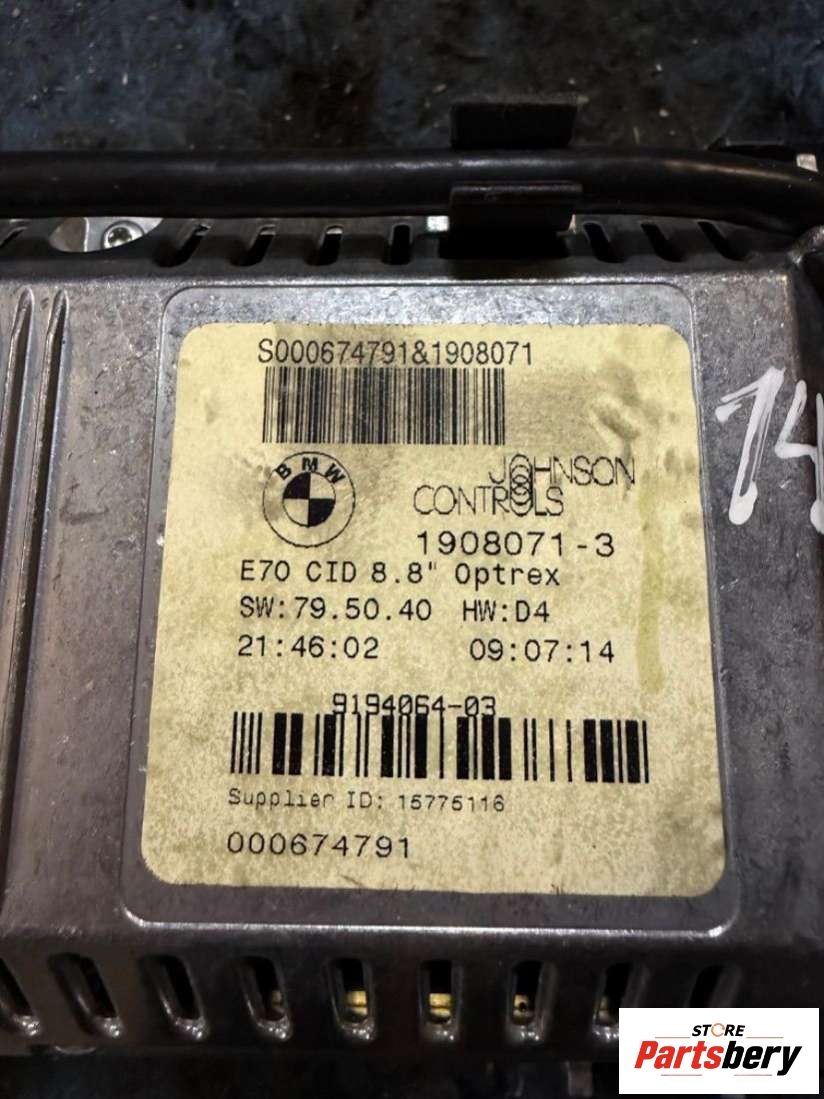 S000674791&1908071
BMW
JOHNSON
CONTROLS
1908071-3
E70 CID 8.8" Optrex
SW:79.50.40 HW:D4
21:46:02 09:07:14
9194064-03
Supplier ID: 15775116
000674791
14
STORE
Partsbery